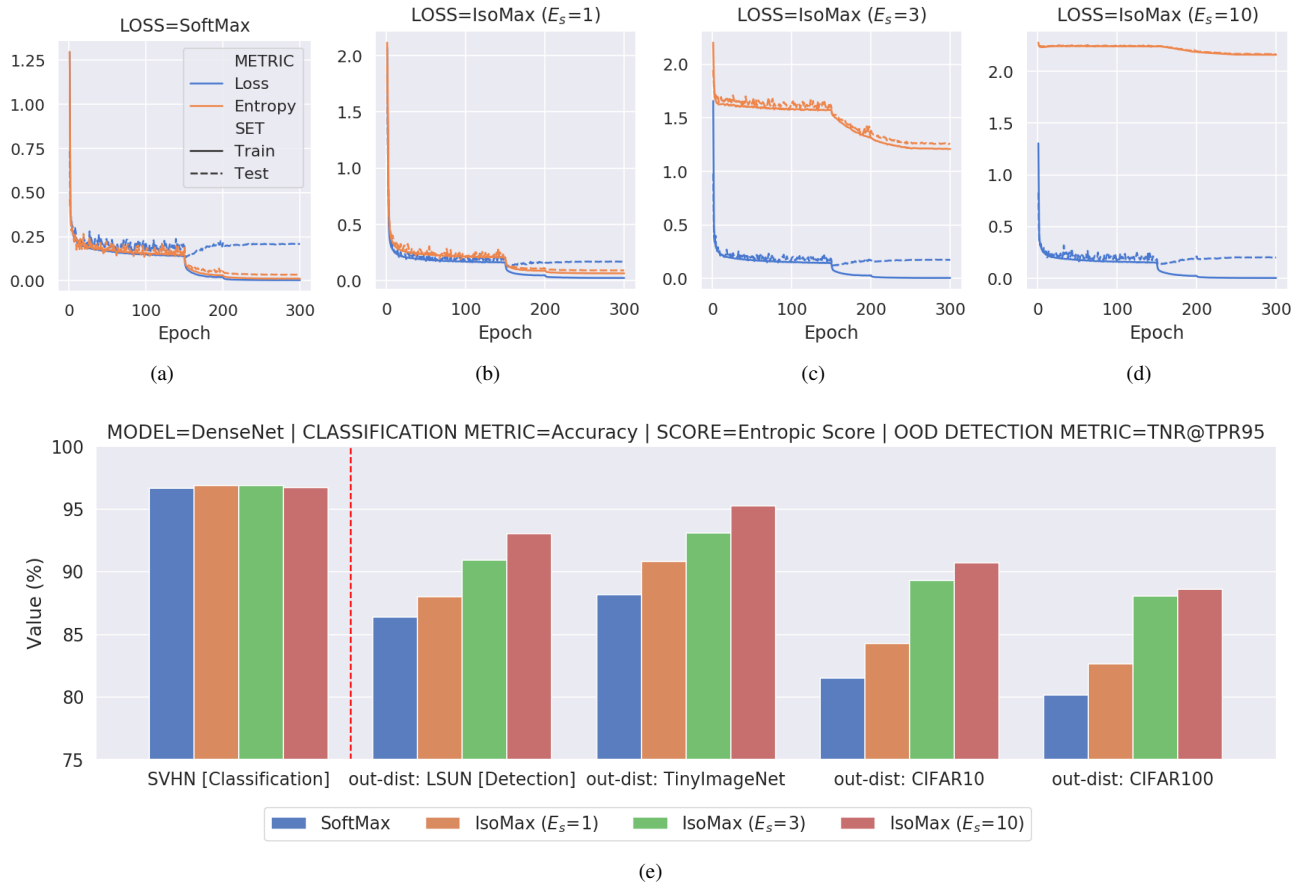 LOSS=SoftMax
LOSS=IsoMax (E_s=1)
LOSS=IsoMax (E_s=3)
LOSS=IsoMax (E_s=10)
1.25
1.00
0.75
0.50
0.25
0.00
METRIC
Loss
Entropy
SET
Train
Test
0 100 200 300
Epoch
(a)
2.0
1.5
1.0
0.5
0.0
0 100 200 300
Epoch
(b)
2.0
1.5
1.0
0.5
0.0
0 100 200 300
Epoch
(c)
2.0
1.5
1.0
0.5
0.0
0 100 200 300
Epoch
(d)
MODEL=DenseNet | CLASSIFICATION METRIC=Accuracy | SCORE=Entropic Score | OOD DETECTION METRIC=TNR@TPR95
Value (%)
100
95
90
85
80
75
SVHN [Classification]
out-dist: LSUN [Detection]
out-dist: TinyImageNet
out-dist: CIFAR10
out-dist: CIFAR100
SoftMax
IsoMax (E_s=1)
IsoMax (E_s=3)
IsoMax (E_s=10)
(e)